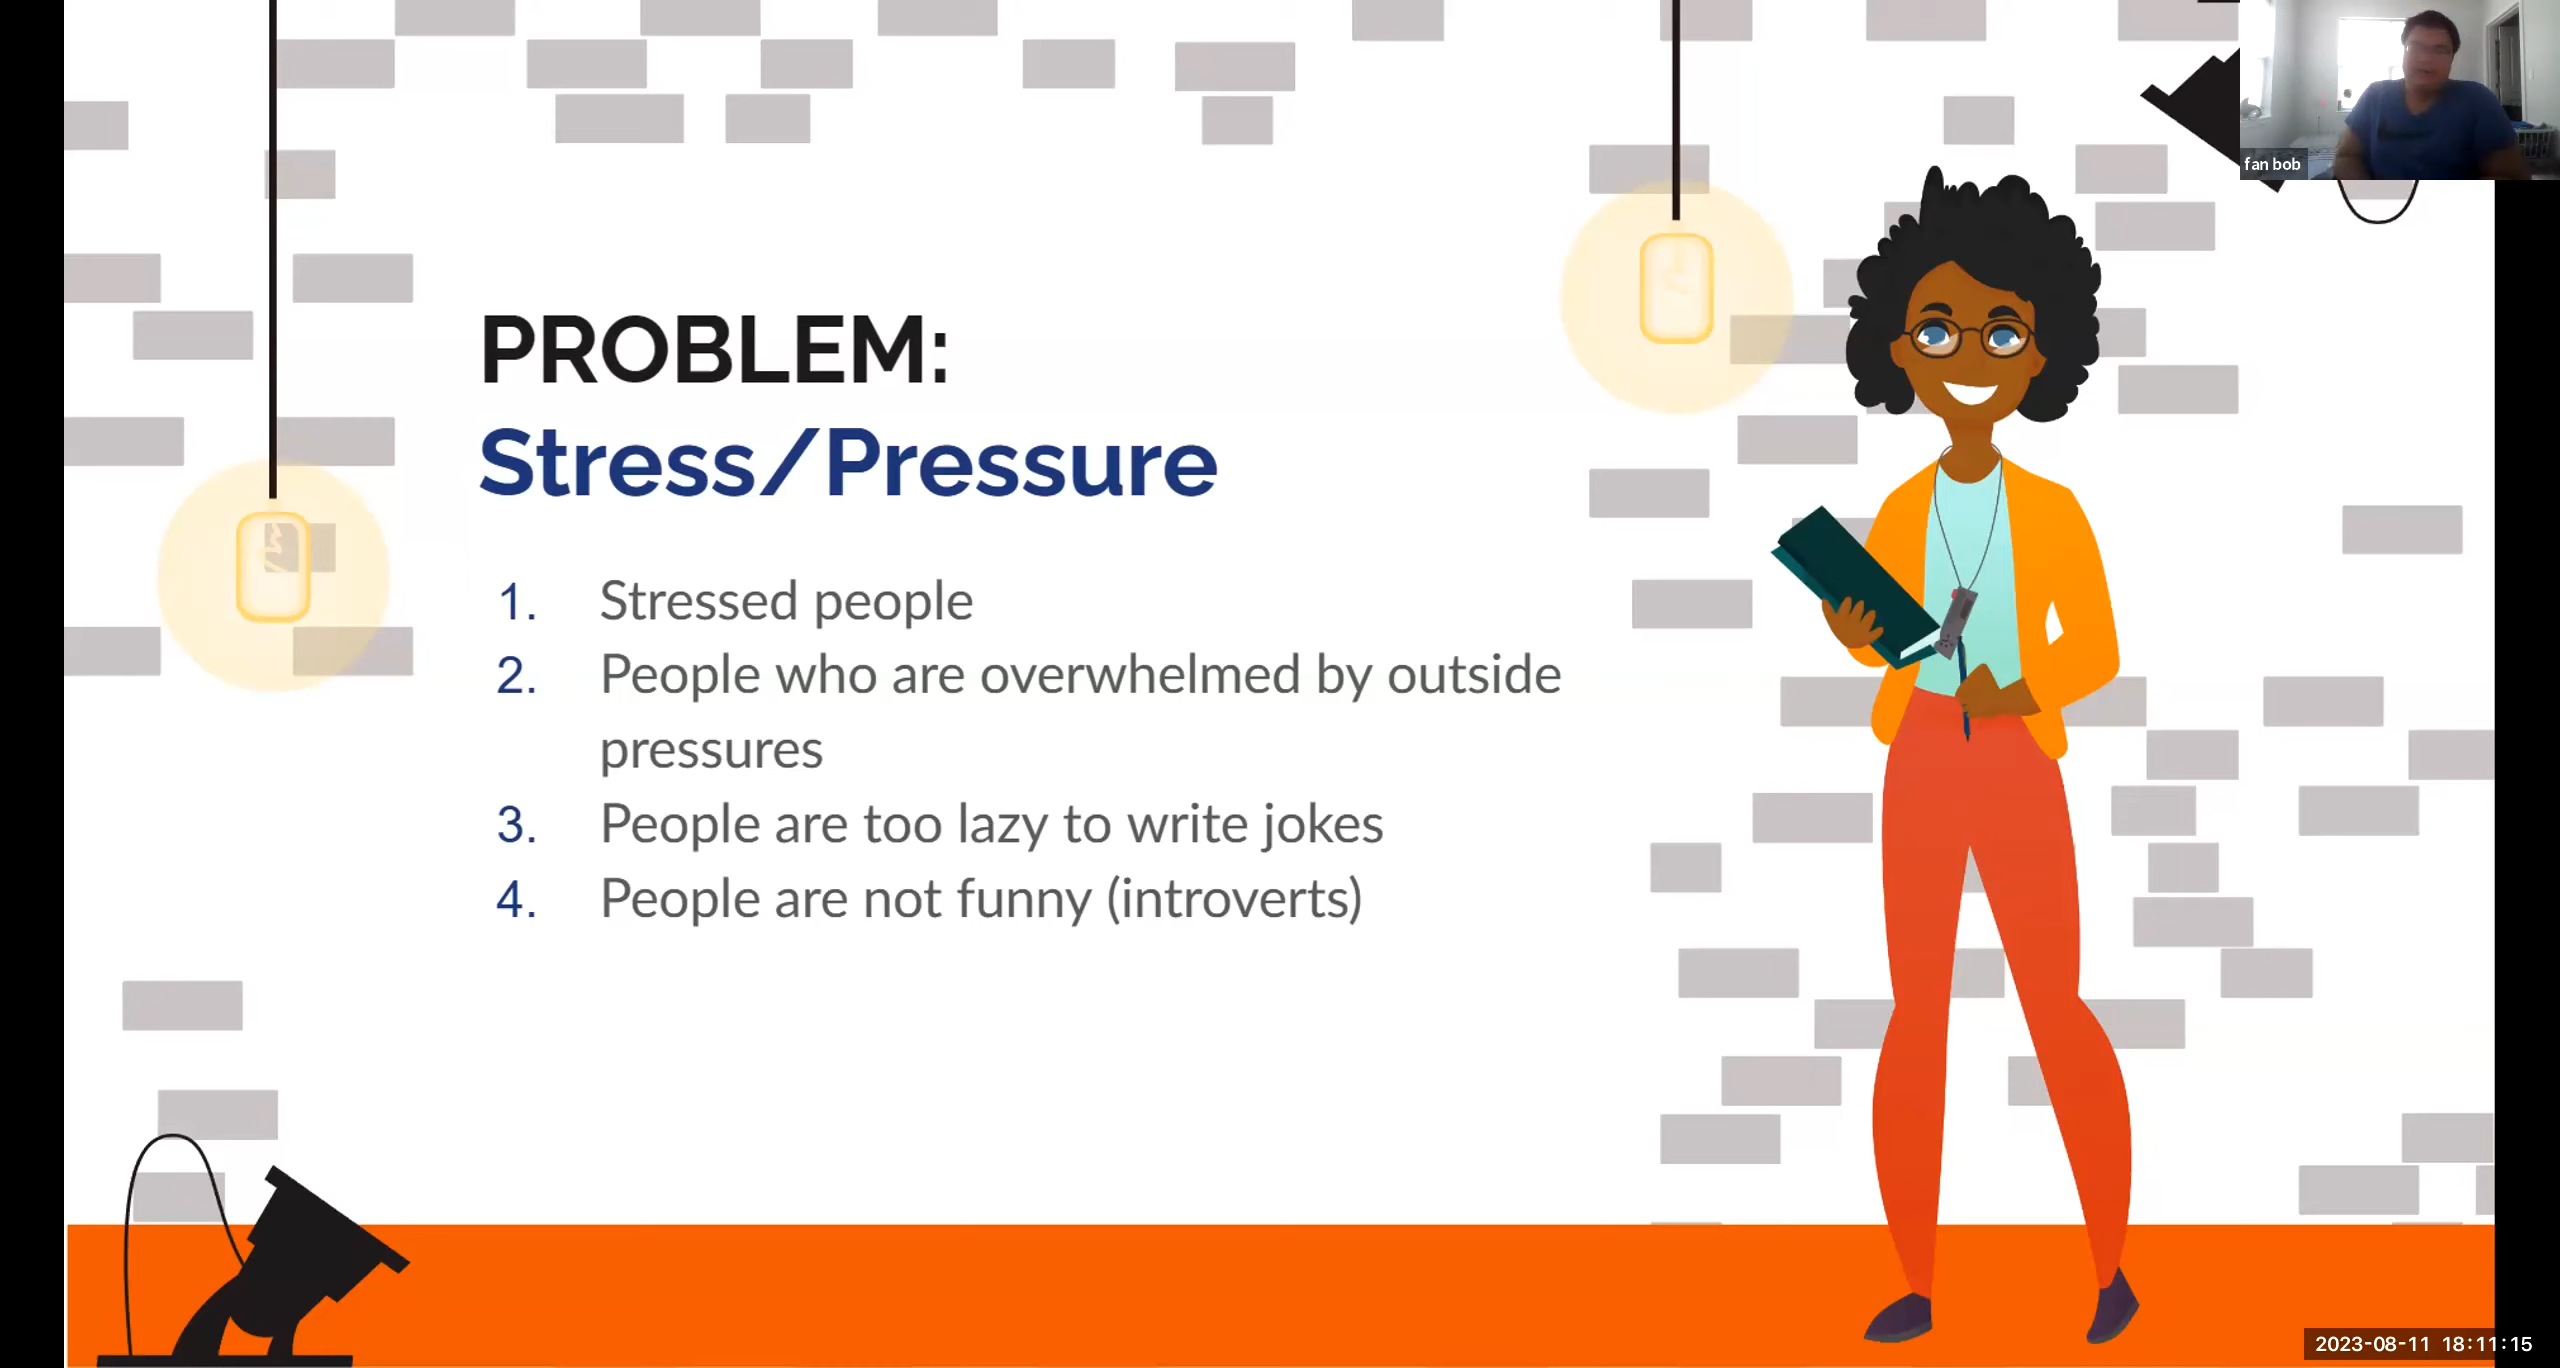 fan bob
PROBLEM:
Stress/Pressure
1. Stressed people
2. People who are overwhelmed by outside
pressures
3. People are too lazy to write jokes
4. People are not funny (introverts)
2023-08-11 18:11:15